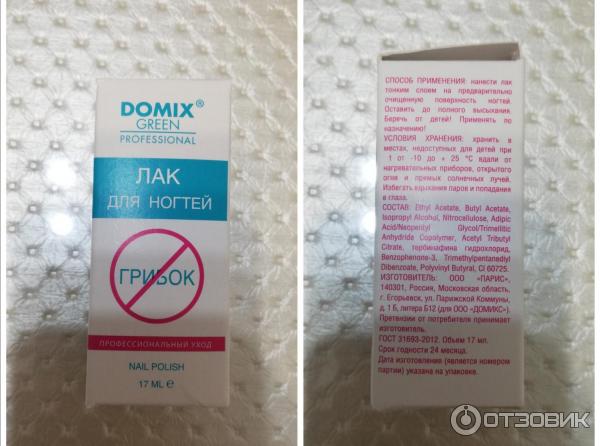 DOMIX®
GREEN
PROFESSIONAL
ЛАК
ДЛЯ НОГТЕЙ
ГРИБОК
ПРОФЕССИОНАЛЬНЫЙ УХОД
NAIL POLISH
17 ML ℮
СПОСОБ ПРИМЕНЕНИЯ: нанести лак
тонким слоем на предварительно
очищенную поверхность ногтей.
Оставить до полного высыхания.
Беречь от детей! Применять по
назначению!
УСЛОВИЯ ХРАНЕНИЯ: хранить в
местах, недоступных для детей при
t от -10 до + 25 °C вдали от
нагревательных приборов, открытого
огня и прямых солнечных лучей.
Избегать вдыхания паров и попадания
в глаза.
СОСТАВ: Ethyl Acetate, Butyl Acetate,
Isopropyl Alcohol, Nitrocellulose, Adipic
Acid/Neopentyl Glycol/Trimellitic
Anhydride Copolymer, Acetyl Tributyl
Citrate, тербинафина гидрохлорид,
Benzophenone-3, Trimethylpentanediyl
Dibenzoate, Polyvinyl Butyral, CI 60725.
ИЗГОТОВИТЕЛЬ: ООО «ПАРИС»,
140301, Россия, Московская область,
г. Егорьевск, ул. Парижской Коммуны,
д. 1 Б, литера Б12 (для ООО «ДОМИКС»).
Претензии от потребителя принимает
изготовитель.
ГОСТ 31693-2012. Объем 17 мл.
Срок годности 24 месяца.
Дата изготовления (является номером
партии) указана на упаковке.
ОТЗОВИК